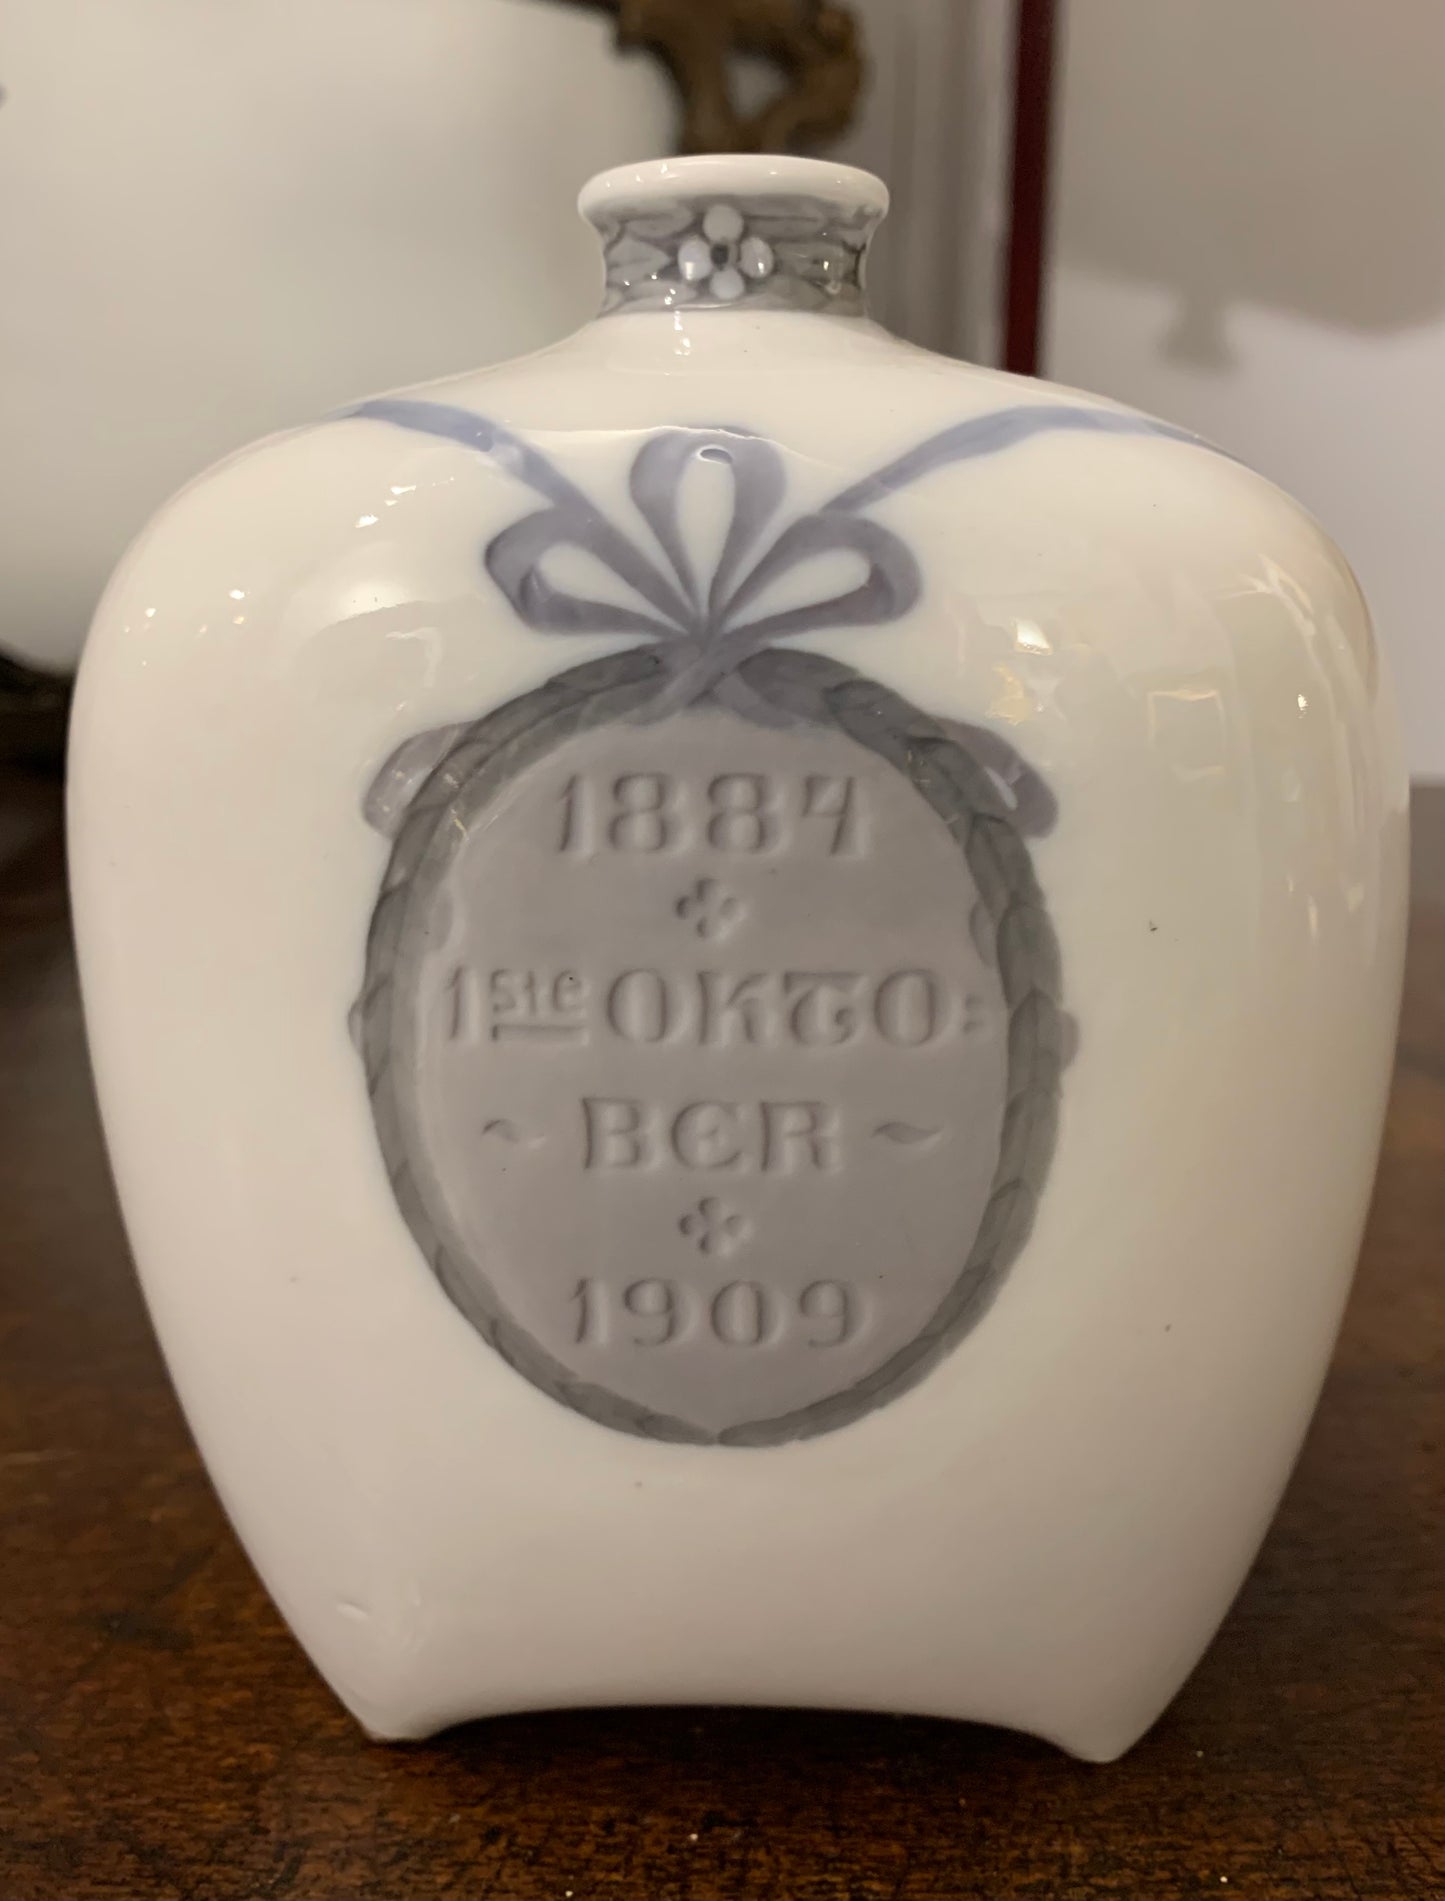 1884
1ste OKTO:
~ BER ~
1909